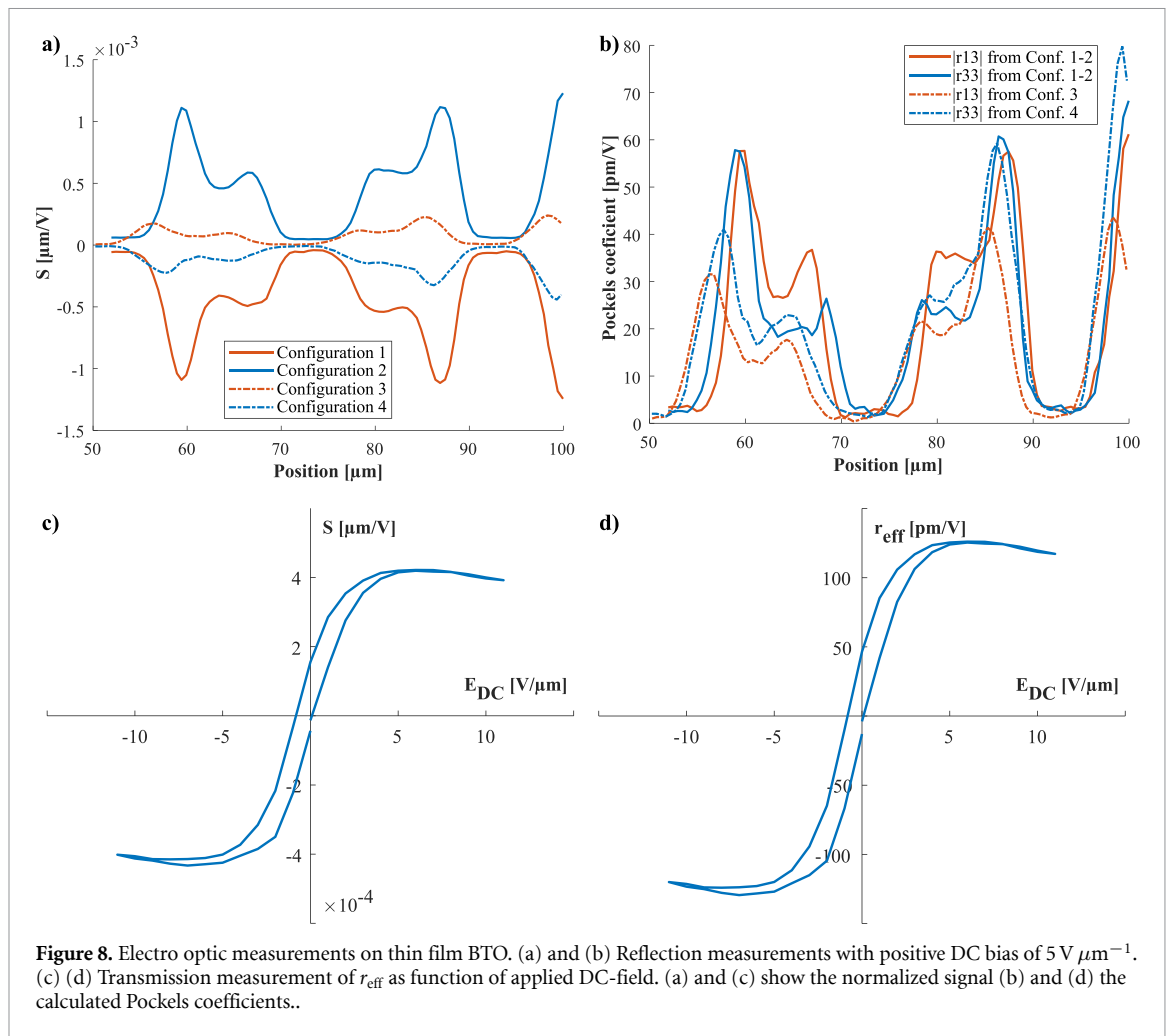 a)
×10⁻³
1.5
1
0.5
0
-0.5
-1
-1.5
S [µm/V]
Configuration 1
Configuration 2
Configuration 3
Configuration 4
50 60 70 80 90 100
Position [µm]
b)
80
70
60
50
40
30
20
10
0
Pockels coeficient [pm/V]
|r13| from Conf. 1-2
|r33| from Conf. 1-2
|r13| from Conf. 3
|r33| from Conf. 4
50 60 70 80 90 100
Position [µm]
c)
S [µm/V]
4
2
E_DC [V/µm]
-10 -5 5 10
-2
-4
×10⁻⁴
d)
r_eff [pm/V]
100
50
E_DC [V/µm]
-10 -5 5 10
-50
-100
Figure 8. Electro optic measurements on thin film BTO. (a) and (b) Reflection measurements with positive DC bias of 5 V µm⁻¹.
(c) (d) Transmission measurement of r_eff as function of applied DC-field. (a) and (c) show the normalized signal (b) and (d) the
calculated Pockels coefficients..